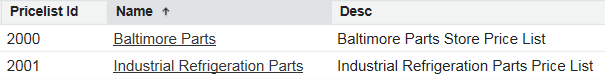 Pricelist Id Name ↑ Desc
2000 Baltimore Parts Baltimore Parts Store Price List
2001 Industrial Refrigeration Parts Industrial Refrigeration Parts Price List